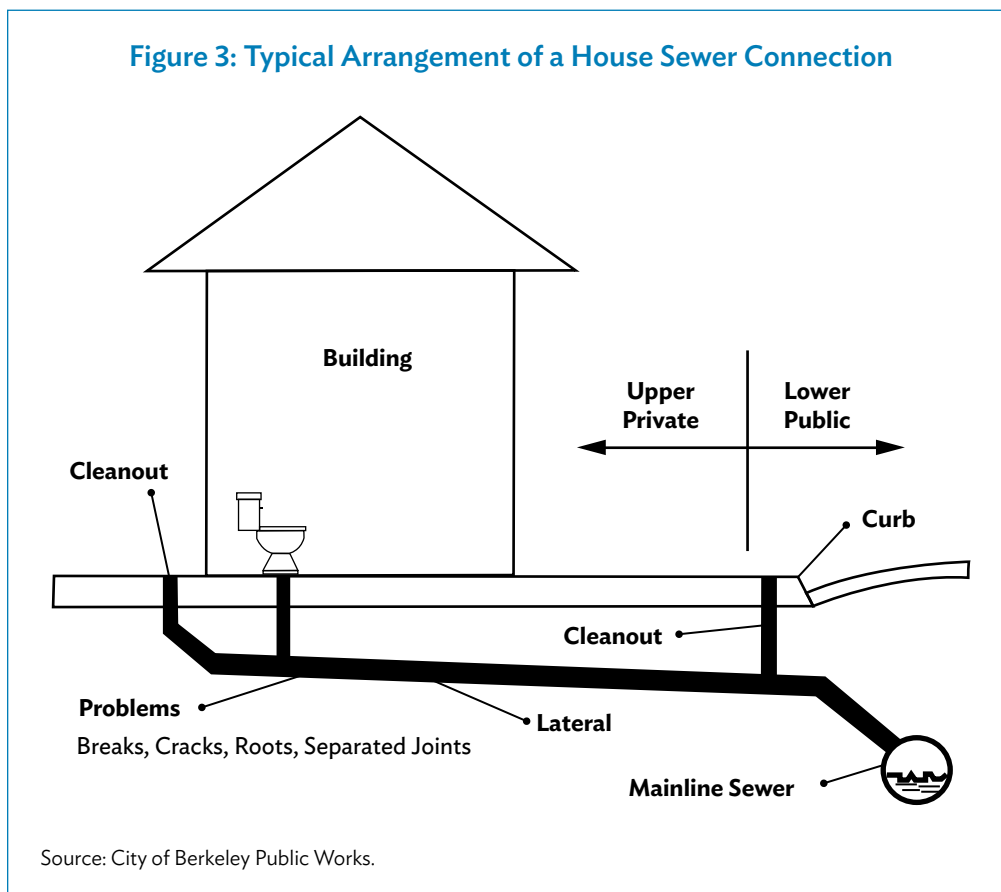 Figure 3: Typical Arrangement of a House Sewer Connection
Building
Upper
Private
Lower
Public
Cleanout
Curb
Cleanout
Problems
Breaks, Cracks, Roots, Separated Joints
Lateral
Mainline Sewer
Source: City of Berkeley Public Works.